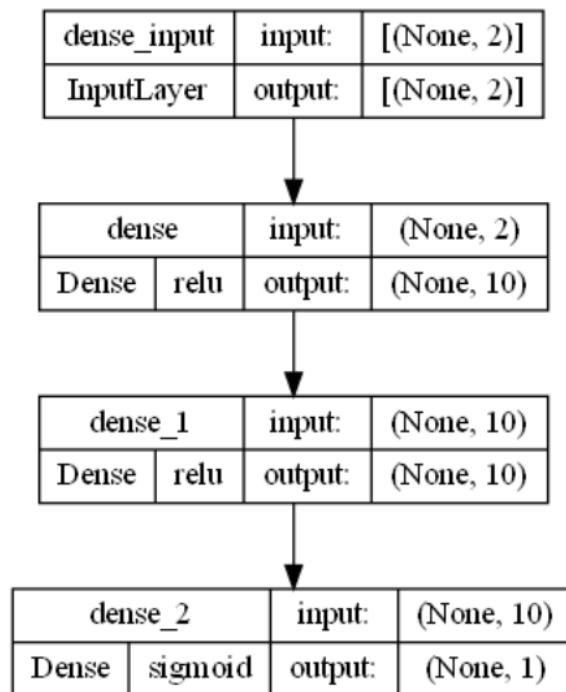 dense_input input: [(None, 2)]
InputLayer output: [(None, 2)]
dense input: (None, 2)
Dense relu output: (None, 10)
dense_1 input: (None, 10)
Dense relu output: (None, 10)
dense_2 input: (None, 10)
Dense sigmoid output: (None, 1)